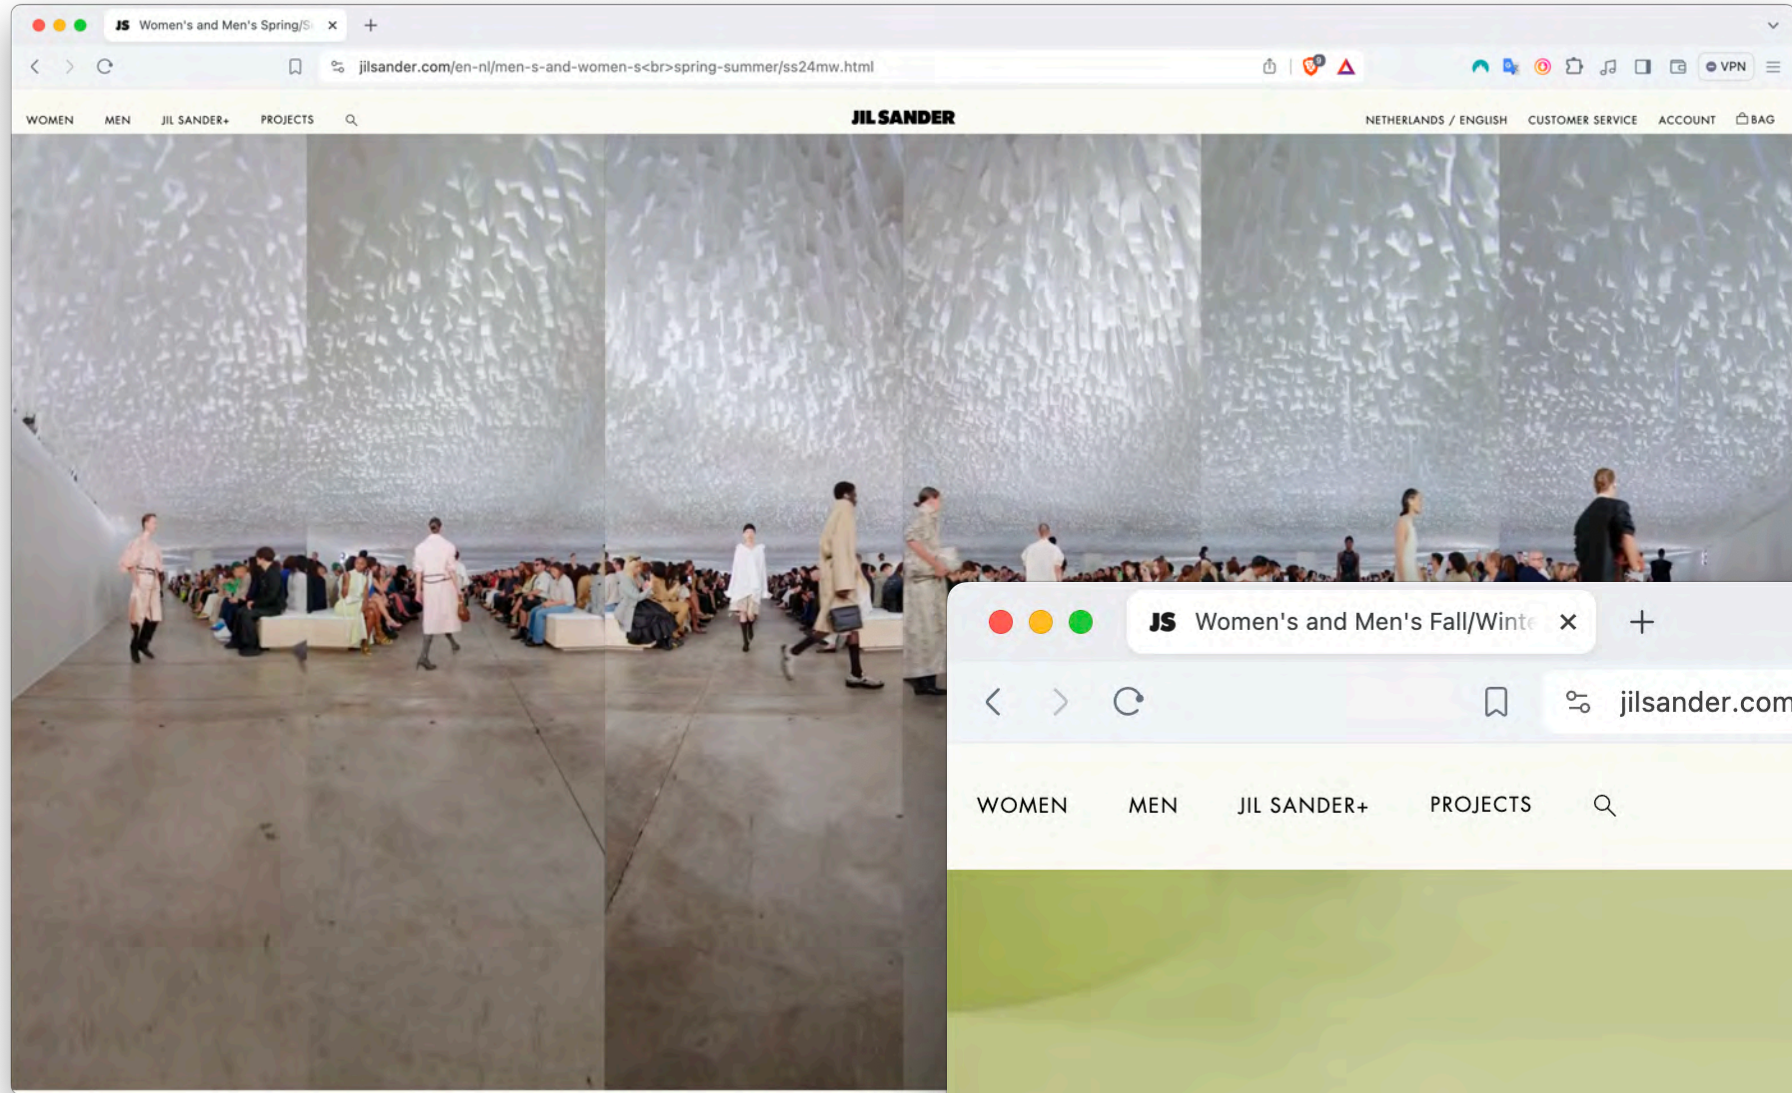 JS Women's and Men's Spring/S
jilsander.com/en-nl/men-s-and-women-s<br>spring-summer/ss24mw.html
9
VPN
WOMEN MEN JIL SANDER+ PROJECTS
JIL SANDER
NETHERLANDS / ENGLISH CUSTOMER SERVICE ACCOUNT BAG
JS Women's and Men's Fall/Winte
jilsander.com
WOMEN MEN JIL SANDER+ PROJECTS